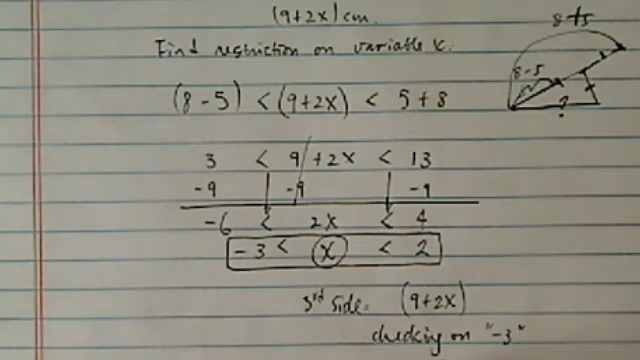 (9+2x) cm.
Find restriction on variable x.
8+5
8-5
?
(8-5) < (9+2x) < 5+8
3 < 9+2x < 13
-9 -9 -9
-6 < 2x < 4
-3 < x < 2
3rd side = (9+2x)
checking on "-3"